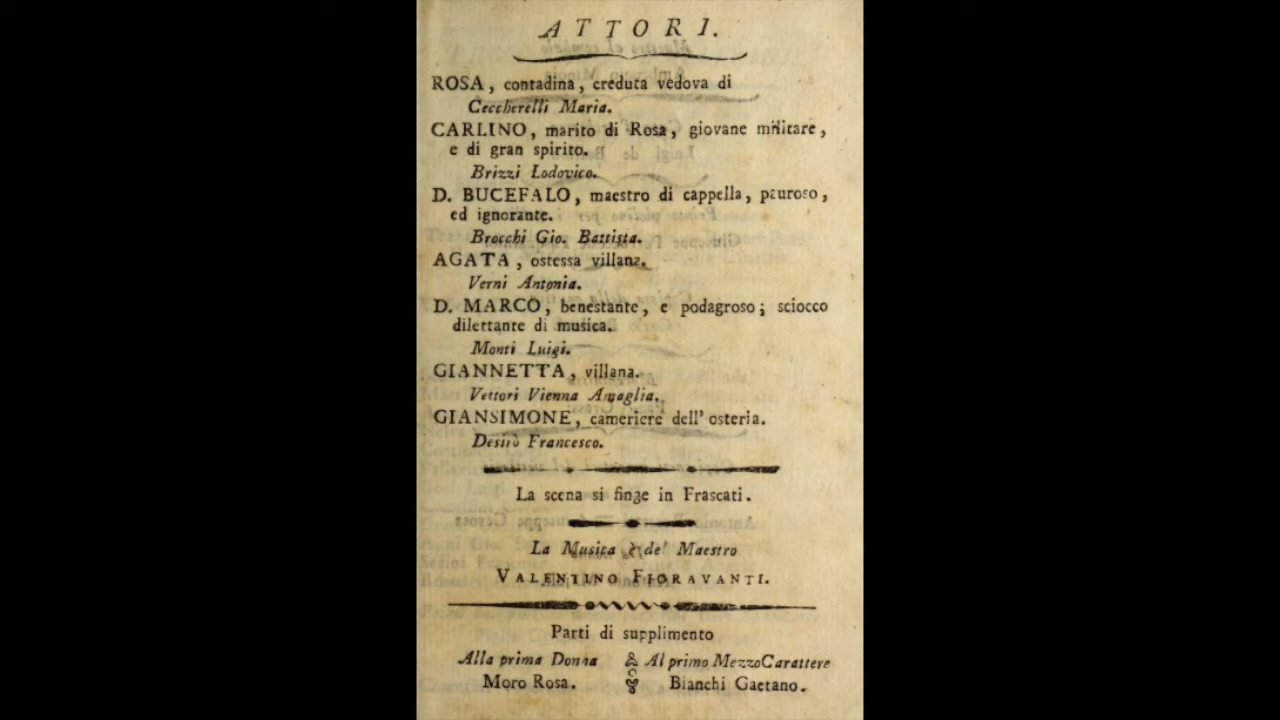 ATTORI.
ROSA, contadina, creduta vedova di
Ceccherelli Maria.
CARLINO, marito di Rosa, giovane militare,
e di gran spirito.
Brizzi Lodovico.
D. BUCEFALO, maestro di cappella, pauroso,
ed ignorante.
Brocchi Gio. Battista.
AGATA, ostessa villana.
Verni Antonia.
D. MARCO, benestante, e podagroso; sciocco
dilettante di musica.
Monti Luigi.
GIANNETTA, villana.
Vettori Vienna Amaglia.
GIANSIMONE, cameriere dell' osteria.
Desirò Francesco.
La scena si finge in Frascati.
La Musica è de' Maestro
VALENTINO FIORAVANTI.
Parti di supplimento
Alla prima Donna Al primo Mezzo Carattere
Moro Rosa. Bianchi Gaetano.